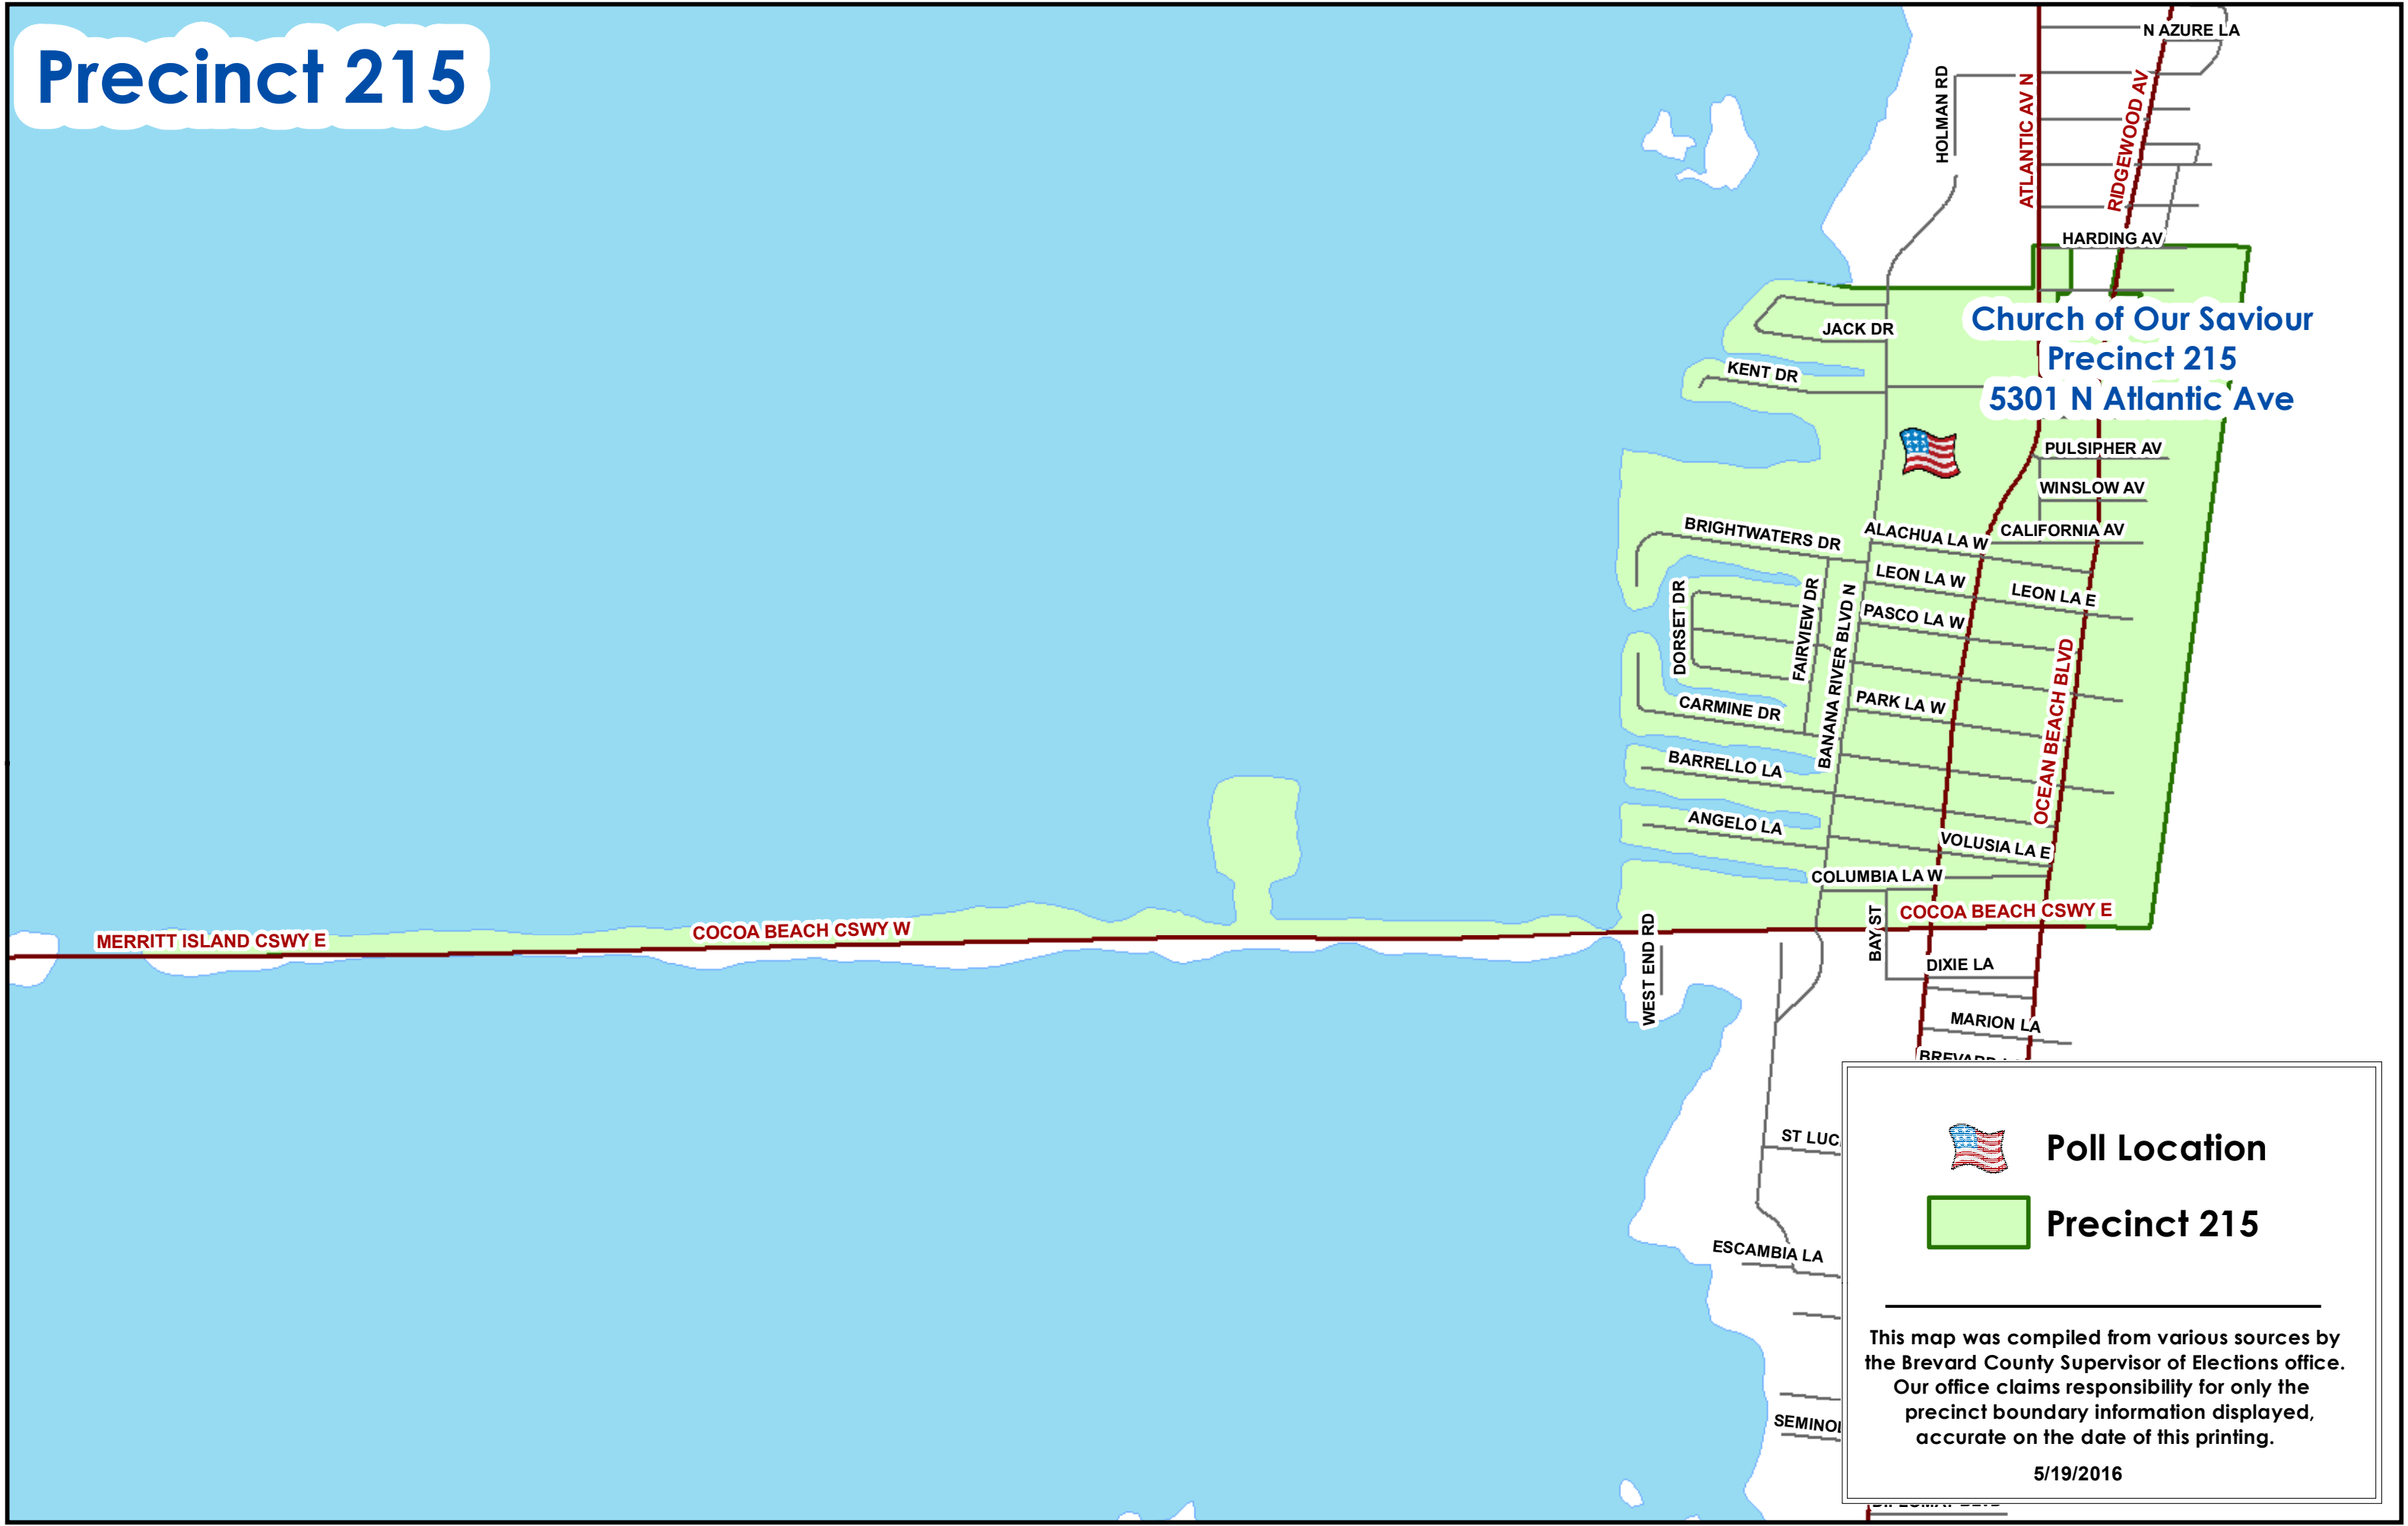 Precinct 215
N AZURE LA
HOLMAN RD
ATLANTIC AV N
RIDGEWOOD AV
HARDING AV
Church of Our Saviour
Precinct 215
5301 N Atlantic Ave
JACK DR
KENT DR
PULSIPHER AV
WINSLOW AV
CALIFORNIA AV
BRIGHTWATERS DR
ALACHUA LA W
LEON LA W
LEON LA E
DORSET DR
FAIRVIEW DR
BANANA RIVER BLVD N
PASCO LA W
OCEAN BEACH BLVD
CARMINE DR
PARK LA W
BARRELLO LA
ANGELO LA
VOLUSIA LA E
COLUMBIA LA W
COCOA BEACH CSWY E
MERRITT ISLAND CSWY E
COCOA BEACH CSWY W
WEST END RD
BAY ST
DIXIE LA
MARION LA
ST LUC
ESCAMBIA LA
SEMINOL
Poll Location
Precinct 215
This map was compiled from various sources by
the Brevard County Supervisor of Elections office.
Our office claims responsibility for only the
precinct boundary information displayed,
accurate on the date of this printing.
5/19/2016